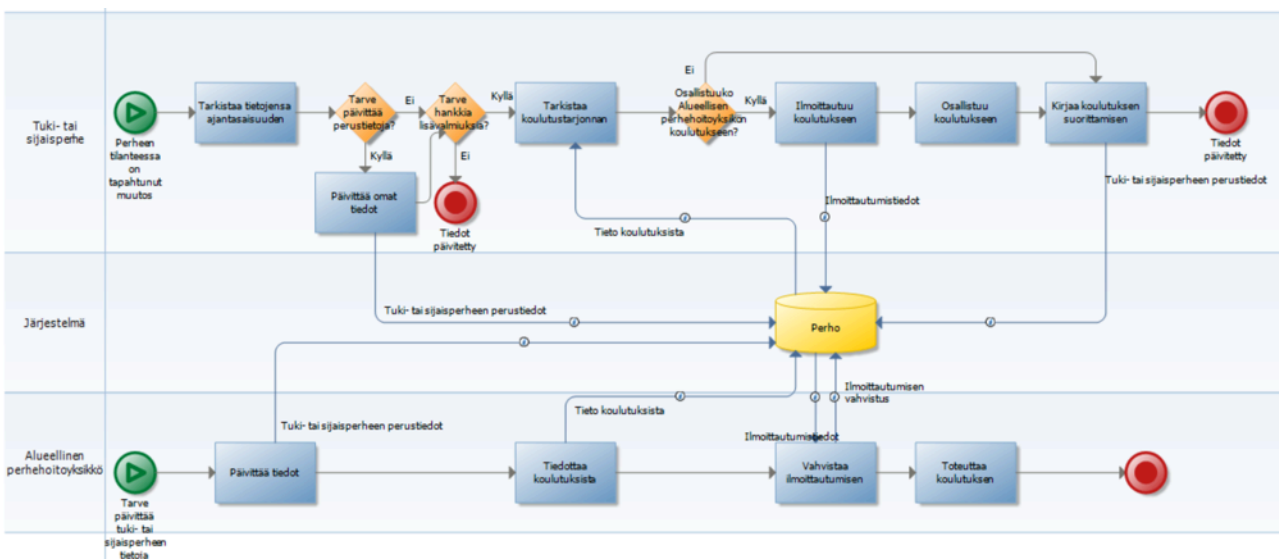 Tuki- tai
sijaisperhe
Perheen
tilanteessa
on
tapahtunut
muutos
Tarkistaa tietojensa
ajantasaisuuden
Tarve
päivittää
perustietoja?
Ei
Kyllä
Päivittää omat
tiedot
Tarve
hankkia
lisävalmiuksia?
Kyllä
Ei
Tiedot
päivitetty
Tarkistaa
koulutustarjonnan
Ei
Osallistuuko
Alueellisen
perhehoitoyksikön
koulutukseen?
Kyllä
Ilmoittautuu
koulutukseen
Osallistuu
koulutukseen
Kirjaa koulutuksen
suorittamisen
Tiedot
päivitetty
Tuki- tai sijaisperheen perustiedot
Ilmoittautumistiedot
Tieto koulutuksista
Järjestelmä
Tuki- tai sijaisperheen perustiedot
Perho
Ilmoittautumisen
vahvistus
Tieto koulutuksista
Tuki- tai sijaisperheen perustiedot
Ilmoittautumistiedot
Alueellinen
perhehoitoyksikkö
Tarve
päivittää
tuki- tai
sijaisperheen
tietoja
Päivittää tiedot
Tiedottaa
koulutuksista
Vahvistaa
ilmoittautumisen
Toteuttaa
koulutuksen